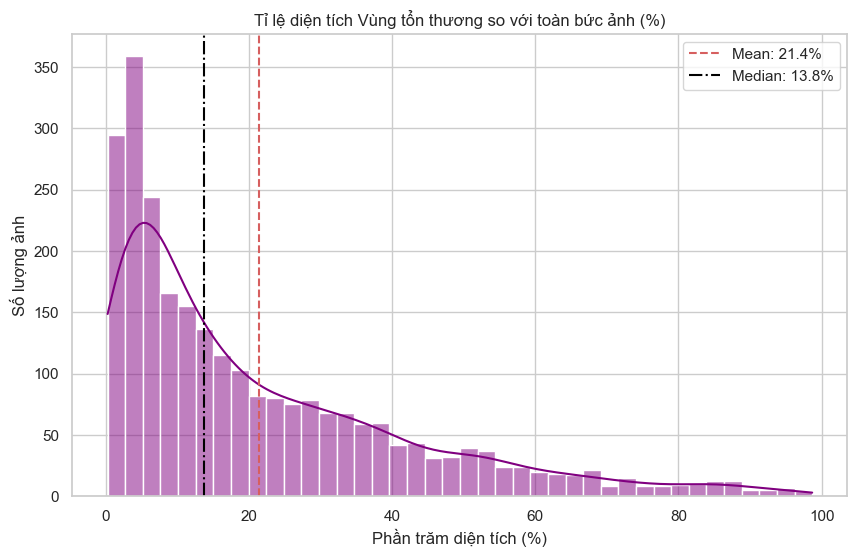 Tỉ lệ diện tích Vùng tổn thương so với toàn bức ảnh (%)
Mean: 21.4%
Median: 13.8%
Số lượng ảnh
350
300
250
200
150
100
50
0
0 20 40 60 80 100
Phần trăm diện tích (%)